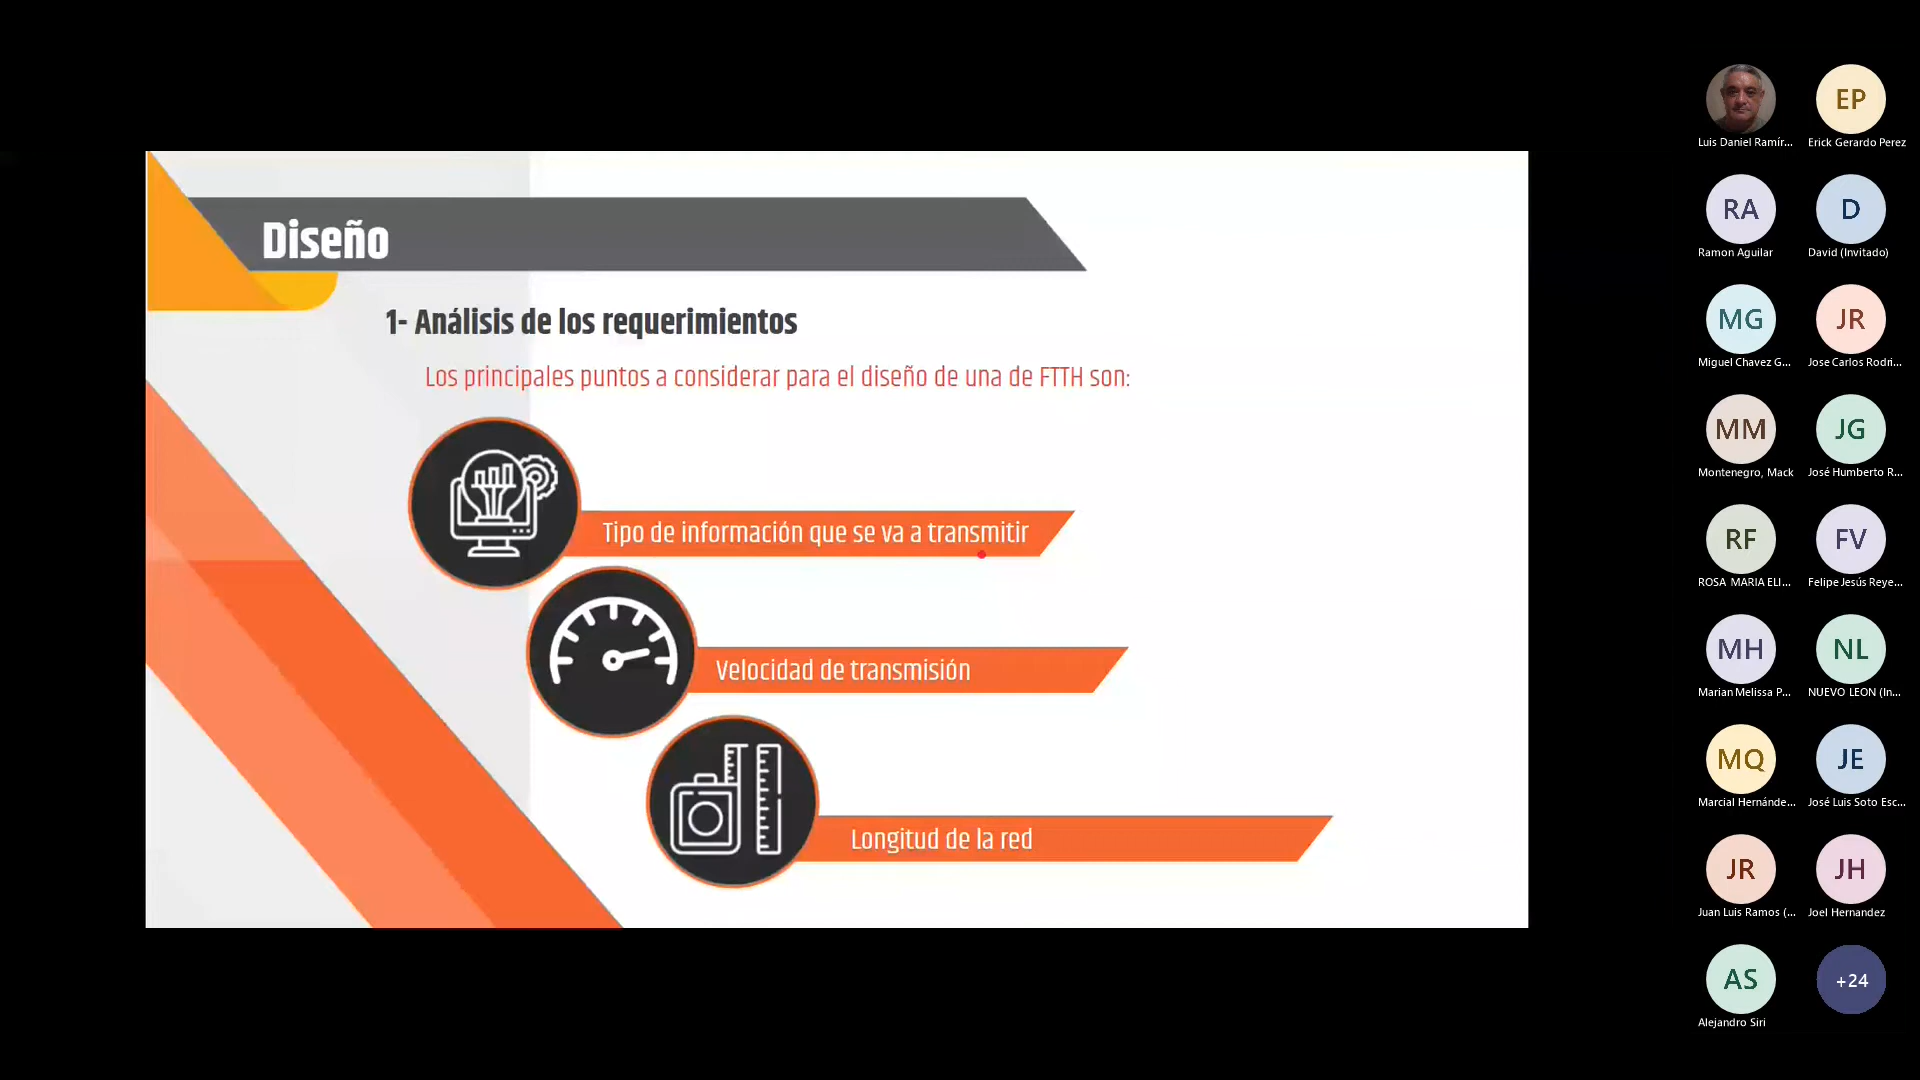 Diseño
1- Análisis de los requerimientos
Los principales puntos a considerar para el diseño de una de FTTH son:
Tipo de información que se va a transmitir
Velocidad de transmisión
Longitud de la red
Luis Daniel Ramír...
EP
Erick Gerardo Perez
RA
Ramon Aguilar
D
David (Invitado)
MG
Miguel Chavez G...
JR
Jose Carlos Rodri...
MM
Montenegro, Mack
JG
José Humberto R...
RF
ROSA MARIA ELI...
FV
Felipe Jesús Reye...
MH
Marian Melissa P...
NL
NUEVO LEON (In...
MQ
Marcial Hernánde...
JE
José Luis Soto Esc...
JR
Juan Luis Ramos (...
JH
Joel Hernandez
AS
Alejandro Siri
+24